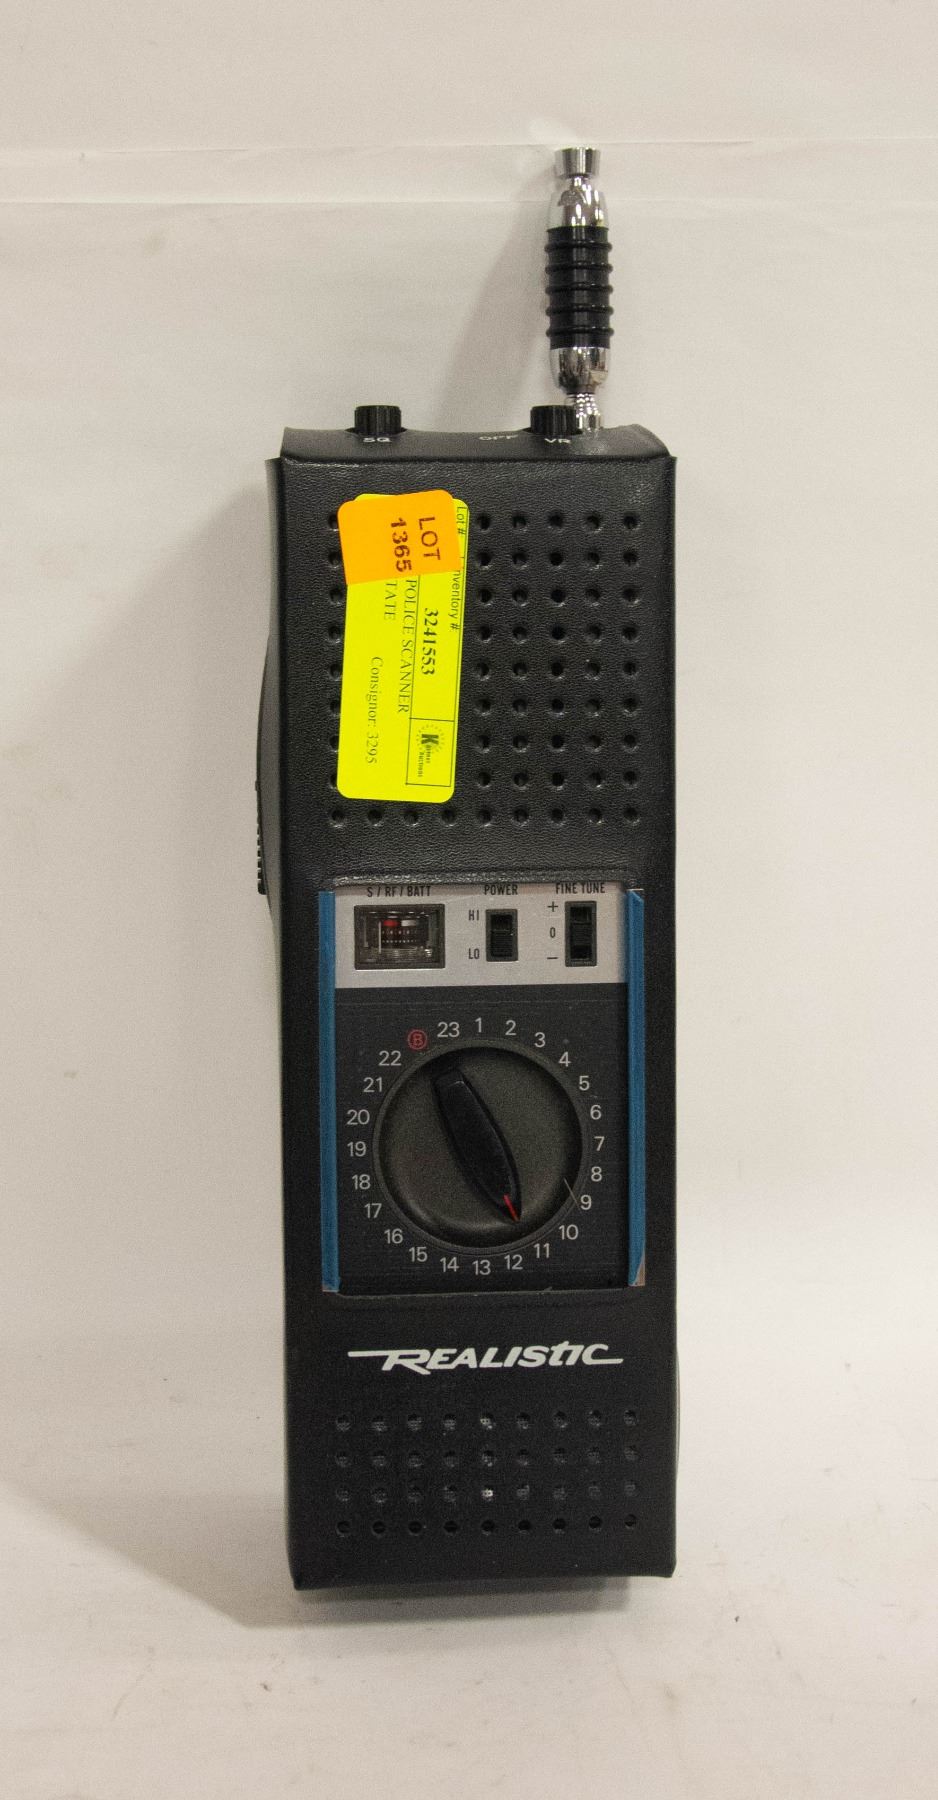 SQ
OFF VR
LOT
1365
Lot #
Inventory #
3241553
POLICE SCANNER
TATE
Consignor: 3295
S / RF / BATT
POWER
FINE TUNE
HI
LO
+
0
–
1
2
3
4
5
6
7
8
9
10
11
12
13
14
15
16
17
18
19
20
21
22
B
23
REALISTIC